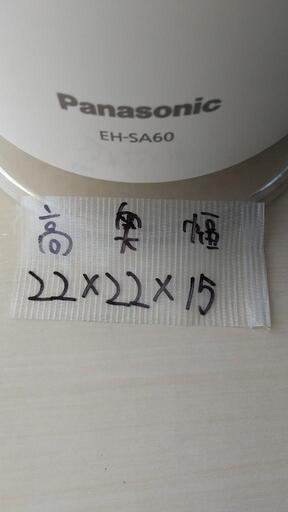 Panasonic
EH-SA60
高 奥 幅
22×22×15